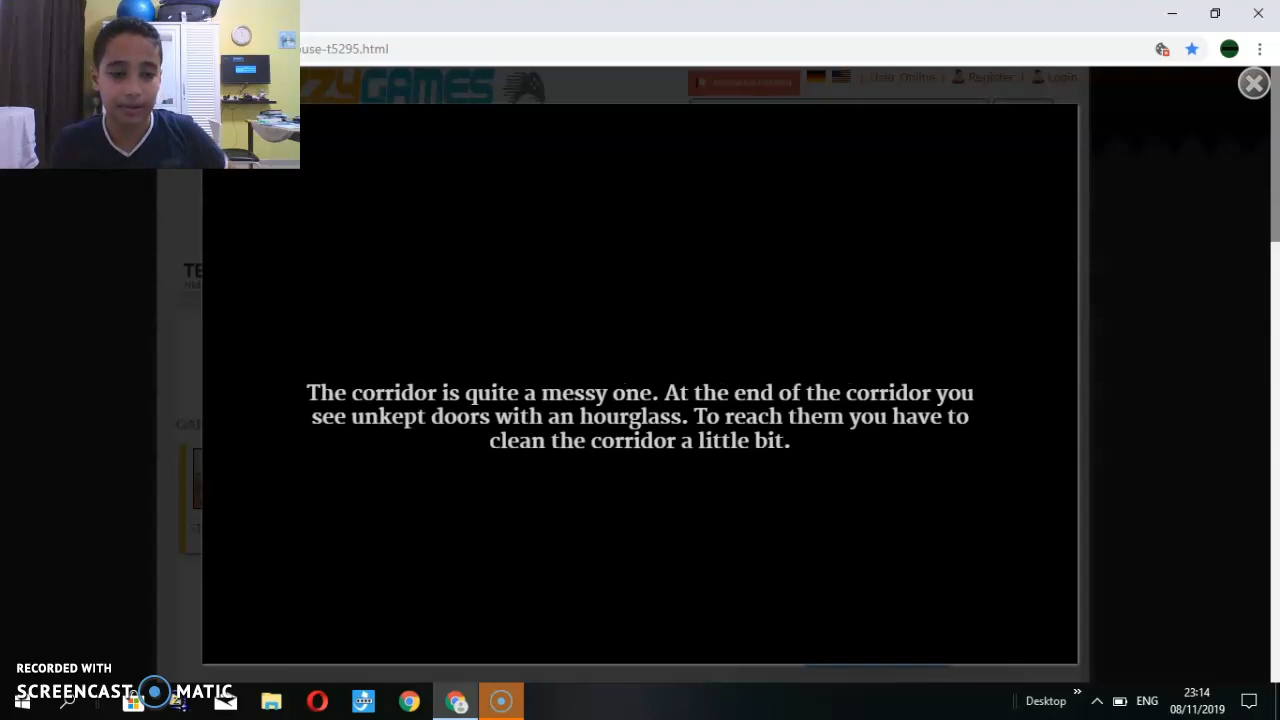 use-t5295.html
The corridor is quite a messy one. At the end of the corridor you
see unkept doors with an hourglass. To reach them you have to
clean the corridor a little bit.
RECORDED WITH
SCREENCAST MATIC
Desktop
ENG
23:14
08/11/2019